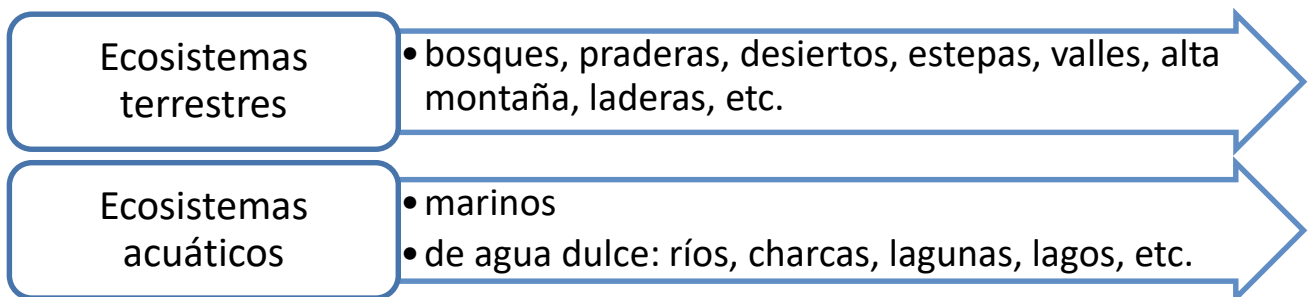 Ecosistemas
terrestres
• bosques, praderas, desiertos, estepas, valles, alta
montaña, laderas, etc.
Ecosistemas
acuáticos
• marinos
• de agua dulce: ríos, charcas, lagunas, lagos, etc.